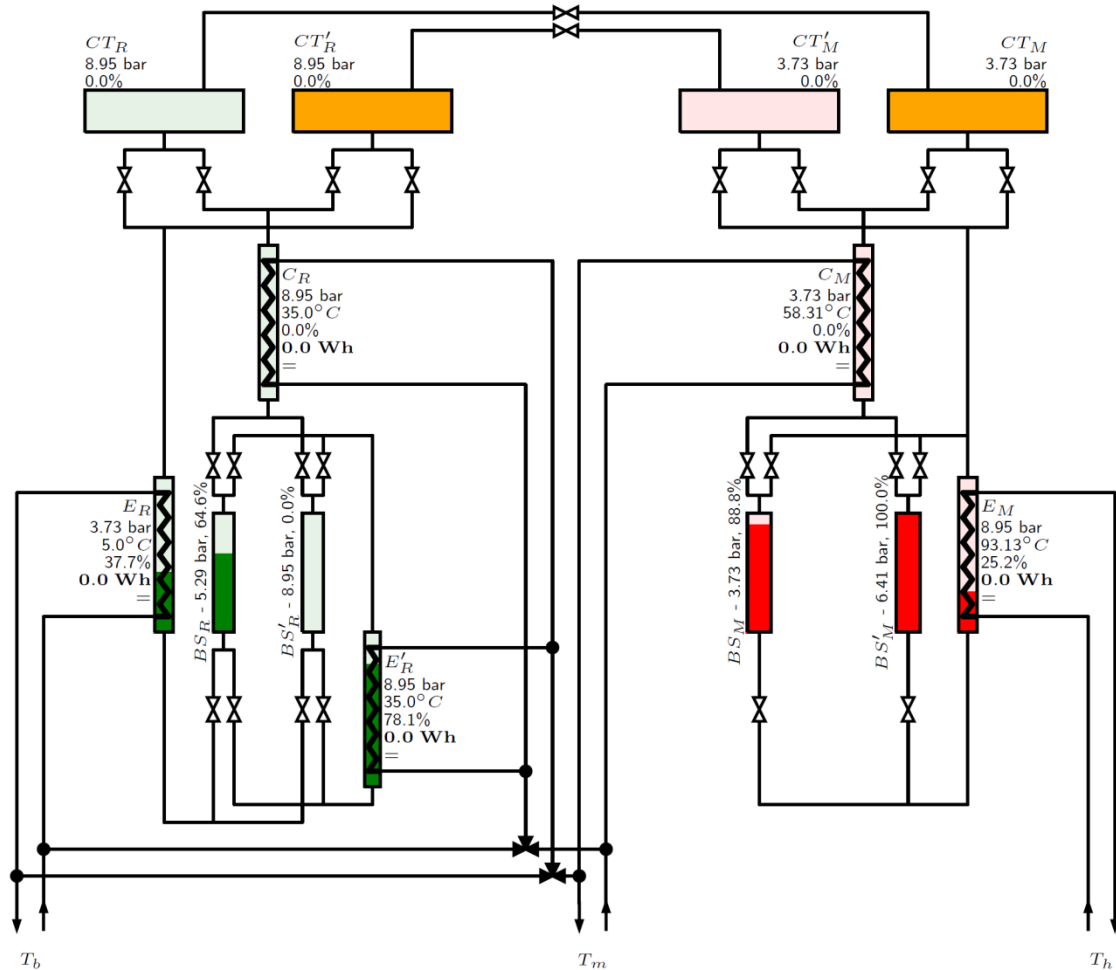 CT_R
8.95 bar
0.0%
CT'_R
8.95 bar
0.0%
CT'_M
3.73 bar
0.0%
CT_M
3.73 bar
0.0%
C_R
8.95 bar
35.0°C
0.0%
0.0 Wh
=
C_M
3.73 bar
58.31°C
0.0%
0.0 Wh
=
E_R
3.73 bar
5.0°C
37.7%
0.0 Wh
=
BS_R - 5.29 bar, 64.6%
BS'_R - 8.95 bar, 0.0%
E'_R
8.95 bar
35.0°C
78.1%
0.0 Wh
=
BS_M - 3.73 bar, 88.8%
BS'_M - 6.41 bar, 100.0%
E_M
8.95 bar
93.13°C
25.2%
0.0 Wh
=
T_b
T_m
T_h